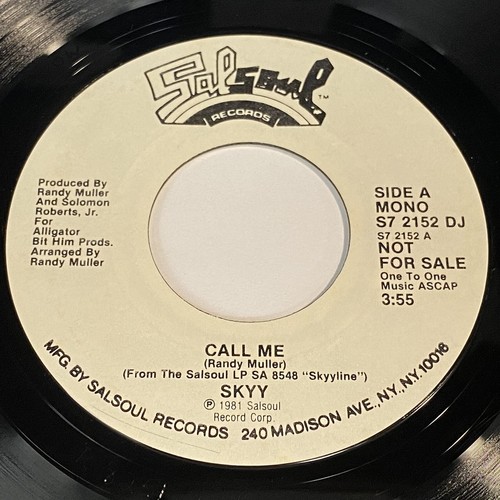 Salsoul
TM
RECORDS
Produced By
Randy Muller
And Solomon
Roberts, Jr.
For
Alligator
Bit Him Prods.
Arranged By
Randy Muller
SIDE A
MONO
S7 2152 DJ
S7 2152 A
NOT
FOR SALE
One To One
Music ASCAP
3:55
CALL ME
(Randy Muller)
(From The Salsoul LP SA 8548 "Skyyline")
SKYY
℗ 1981 Salsoul
Record Corp.
MFG. BY SALSOUL RECORDS 240 MADISON AVE., N.Y., N.Y. 10016